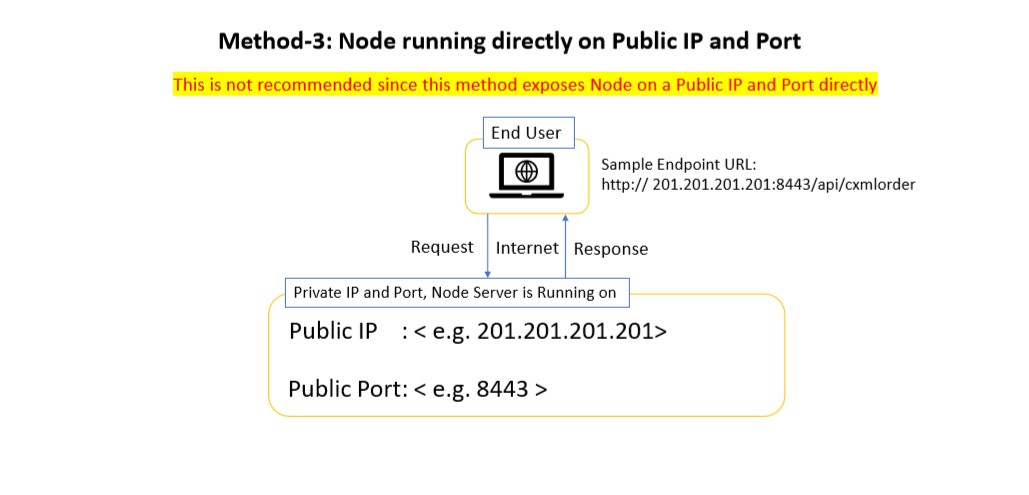 Method-3: Node running directly on Public IP and Port
This is not recommended since this method exposes Node on a Public IP and Port directly
End User
Sample Endpoint URL:
http:// 201.201.201.201:8443/api/cxmlorder
Request Internet Response
Private IP and Port, Node Server is Running on
Public IP : < e.g. 201.201.201.201>
Public Port: < e.g. 8443 >